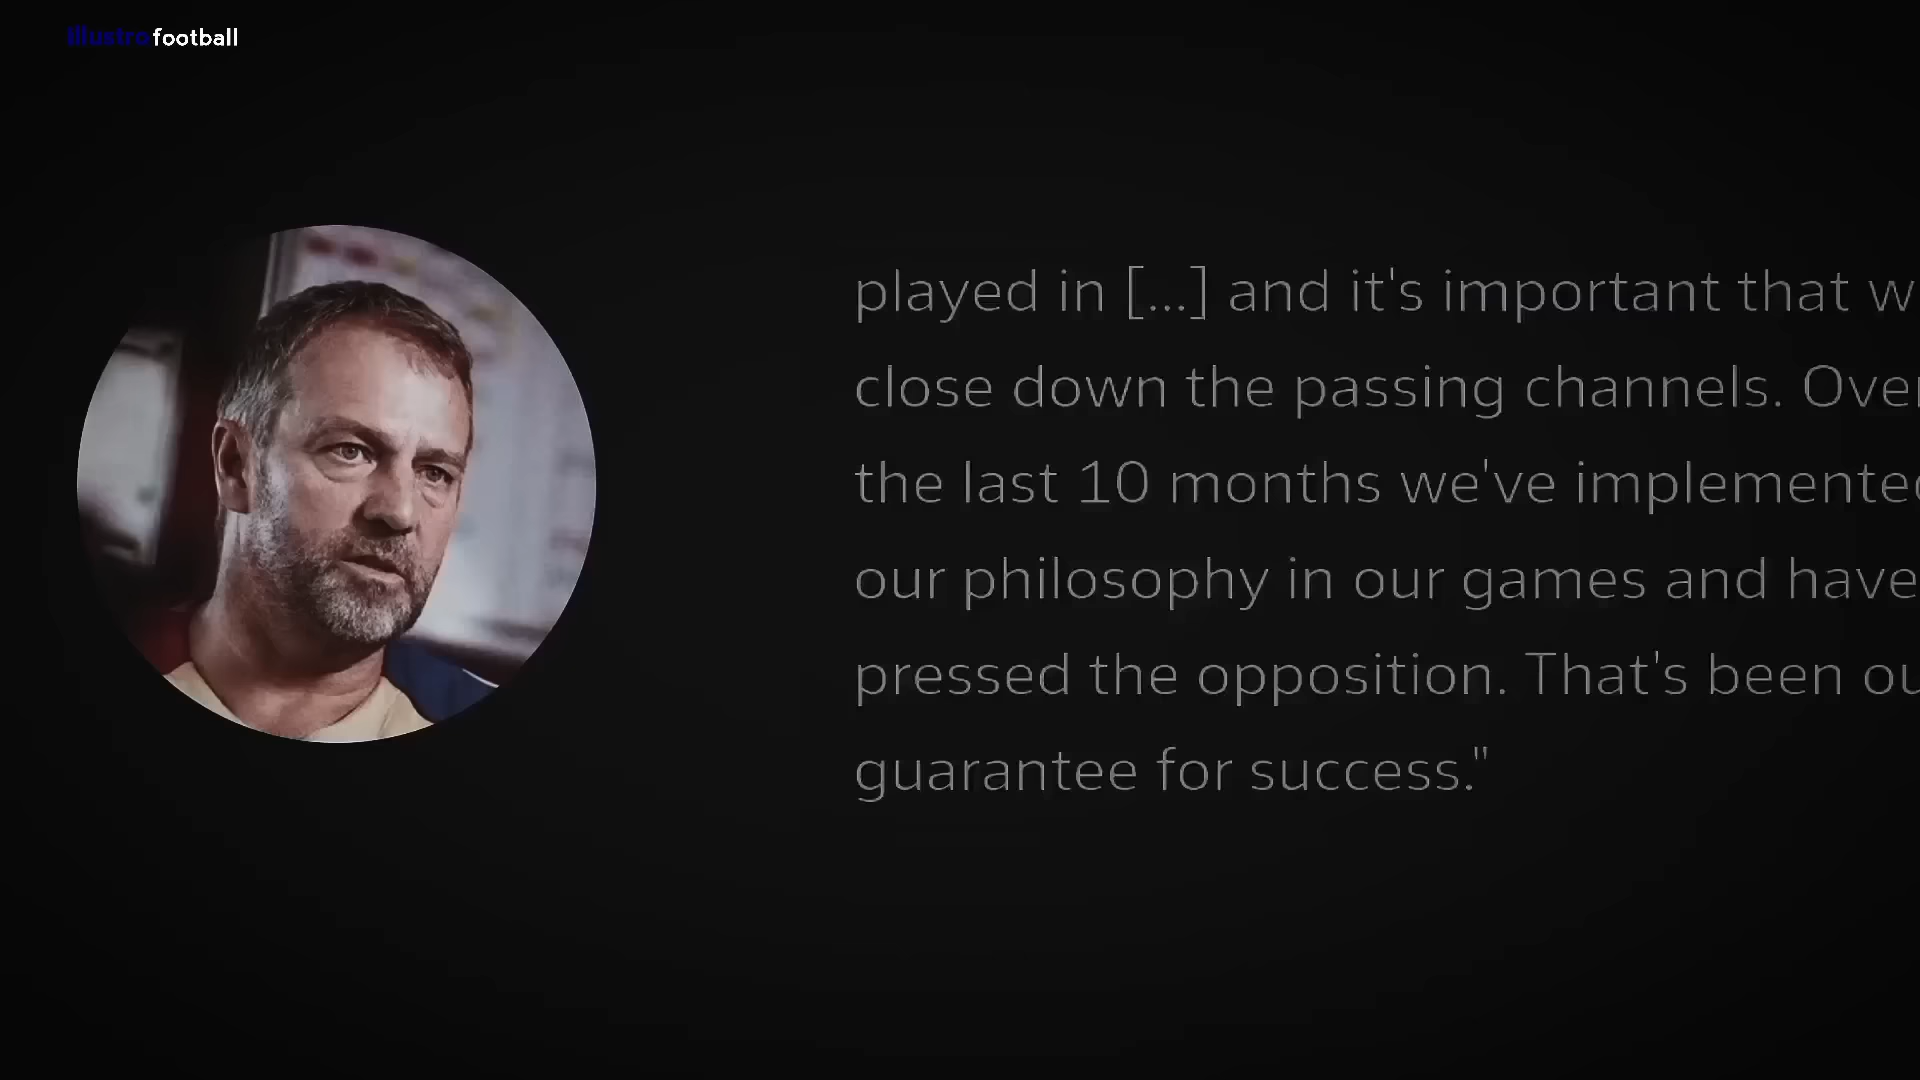 Illustrofootball
played in [...] and it's important that w
close down the passing channels. Over
the last 10 months we've implemented
our philosophy in our games and have
pressed the opposition. That's been ou
guarantee for success."